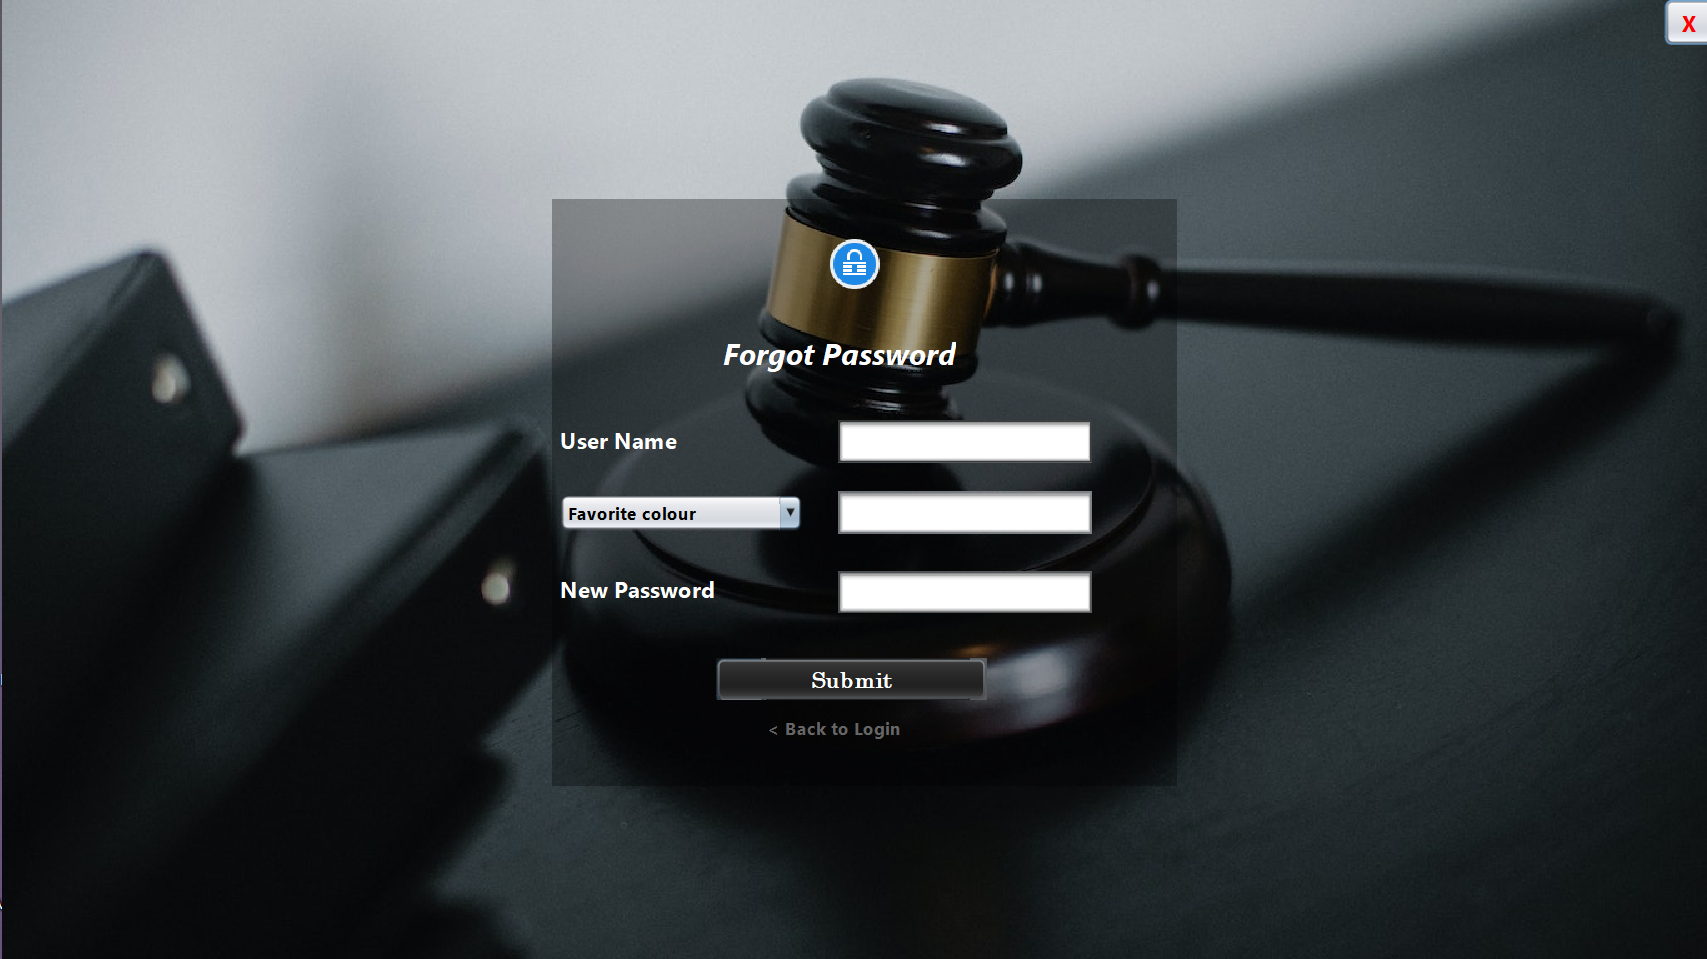 X
Forgot Password
User Name
Favorite colour
New Password
Submit
< Back to Login